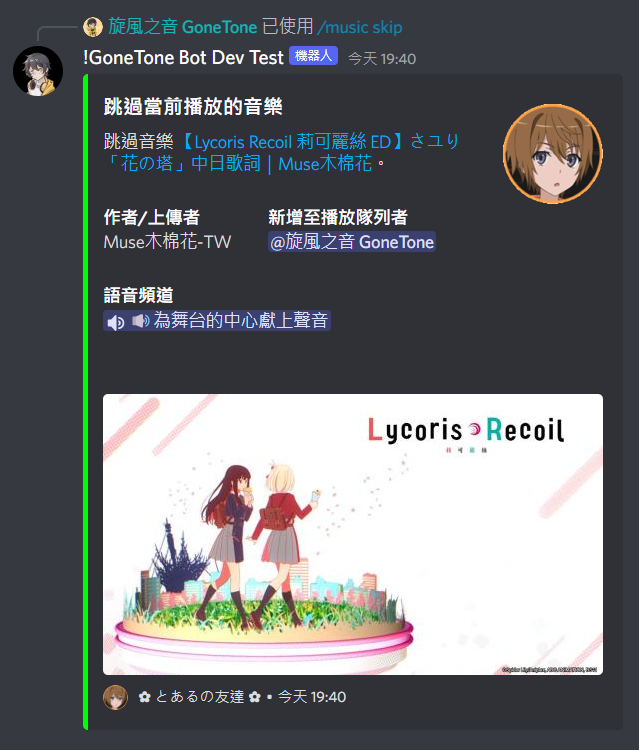 旋風之音 GoneTone 已使用 /music skip
!GoneTone Bot Dev Test 機器人 今天 19:40
跳過當前播放的音樂
跳過音樂【Lycoris Recoil 莉可麗絲 ED】さユり
「花の塔」中日歌詞｜Muse木棉花。
作者/上傳者 新增至播放隊列者
Muse木棉花-TW @旋風之音 GoneTone
語音頻道
為舞台的中心獻上聲音
Lycoris Recoil
莉可麗絲
✿ とあるの友達 ✿ • 今天 19:40